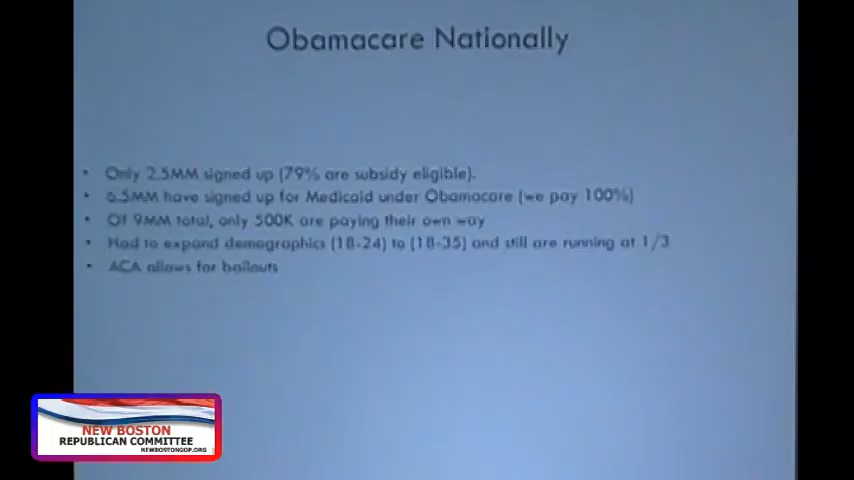 Obamacare Nationally
• Only 2.5MM signed up (79% are subsidy eligible).
• 6.5MM have signed up for Medicaid under Obamacare (we pay 100%)
• Of 9MM total, only 500K are paying their own way
• Had to expand demographics (18-24) to (18-35) and still are running at 1/3
• ACA allows for bailouts
NEW BOSTON
REPUBLICAN COMMITTEE
NEWBOSTONGOP.ORG